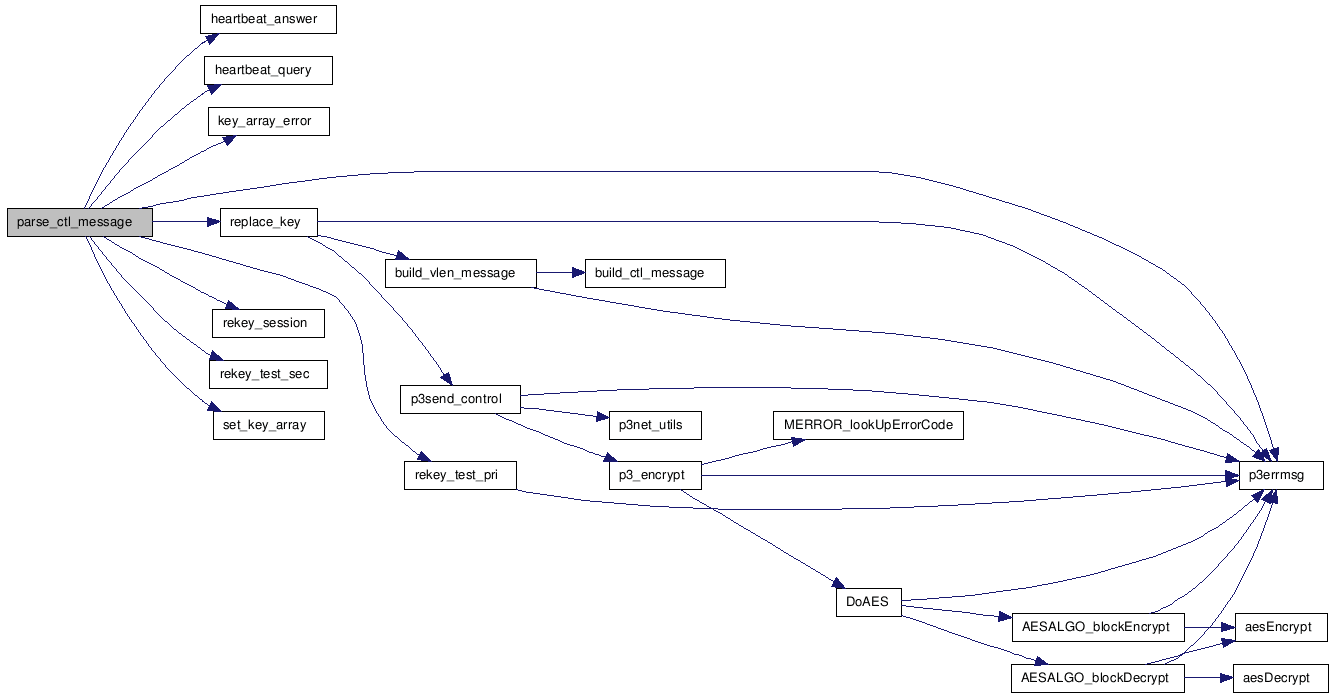 heartbeat_answer
heartbeat_query
key_array_error
parse_ctl_message
replace_key
build_vlen_message
build_ctl_message
rekey_session
rekey_test_sec
p3send_control
set_key_array
p3net_utils
MERROR_lookUpErrorCode
rekey_test_pri
p3_encrypt
p3errmsg
DoAES
AESALGO_blockEncrypt
aesEncrypt
AESALGO_blockDecrypt
aesDecrypt